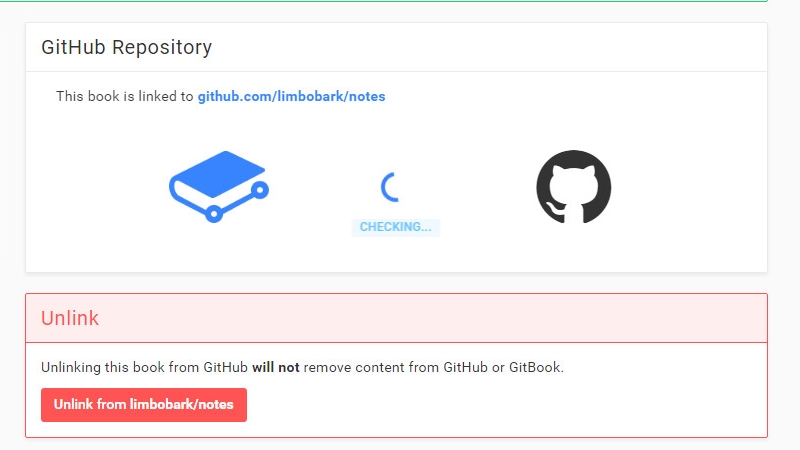 GitHub Repository
This book is linked to github.com/limbobark/notes
CHECKING...
Unlink
Unlinking this book from GitHub will not remove content from GitHub or GitBook.
Unlink from limbobark/notes